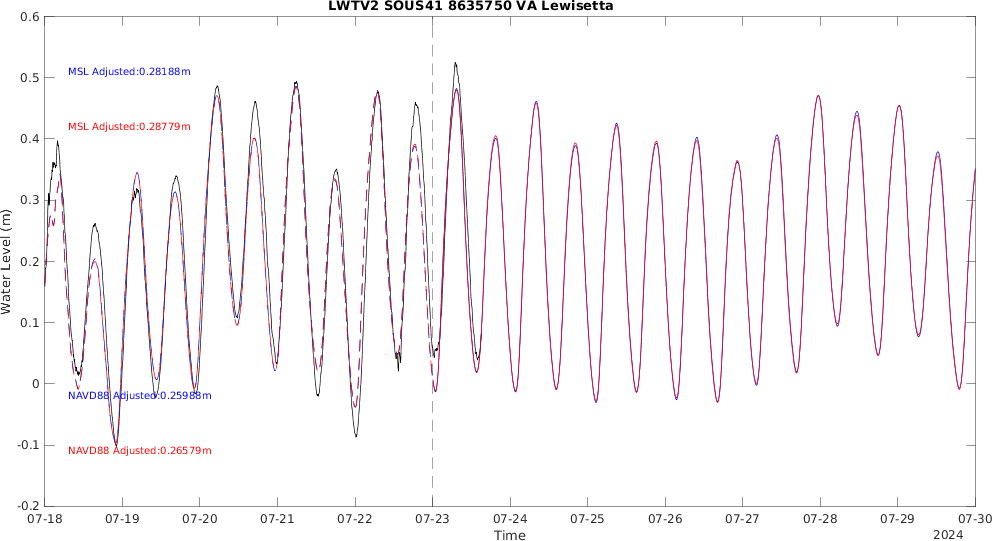 LWTV2 SOUS41 8635750 VA Lewisetta
0.6
0.5
0.4
0.3
0.2
0.1
0
-0.1
-0.2
Water Level (m)
MSL Adjusted:0.28188m
MSL Adjusted:0.28779m
NAVD88 Adjusted:0.25988m
NAVD88 Adjusted:0.26579m
07-18 07-19 07-20 07-21 07-22 07-23 07-24 07-25 07-26 07-27 07-28 07-29 07-30
Time
2024